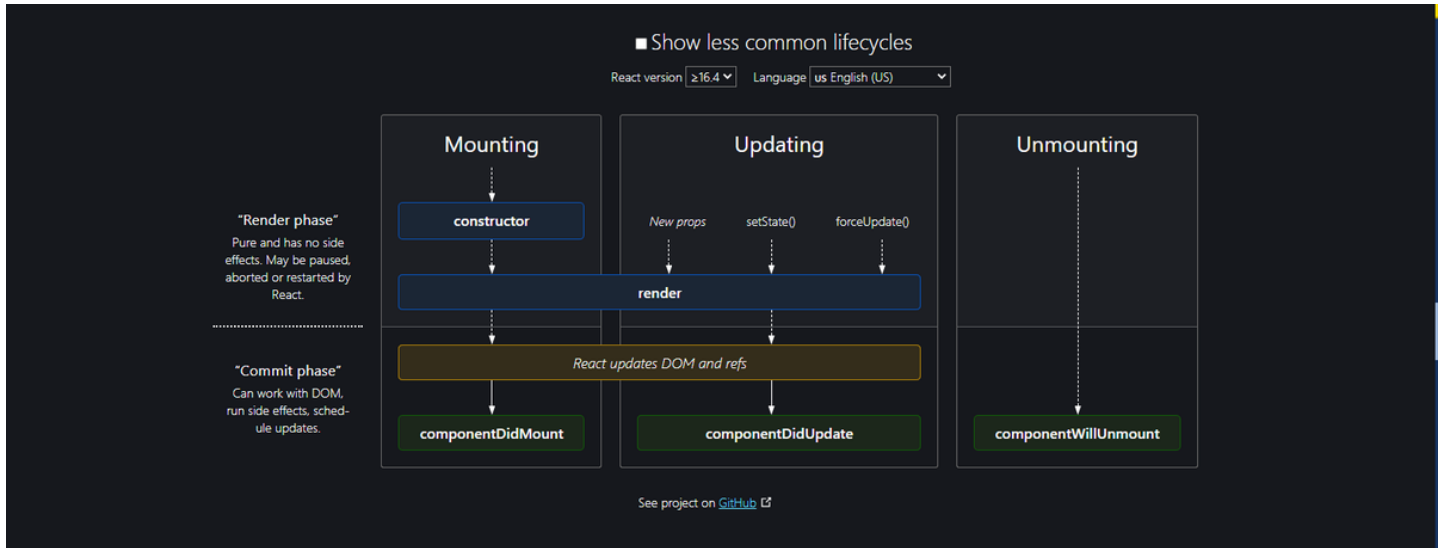 Show less common lifecycles
React version ≥16.4 Language us English (US)
Mounting
Updating
Unmounting
“Render phase”
Pure and has no side
effects. May be paused,
aborted or restarted by
React.
constructor
New props
setState()
forceUpdate()
render
“Commit phase”
Can work with DOM,
run side effects, sched-
ule updates.
React updates DOM and refs
componentDidMount
componentDidUpdate
componentWillUnmount
See project on GitHub